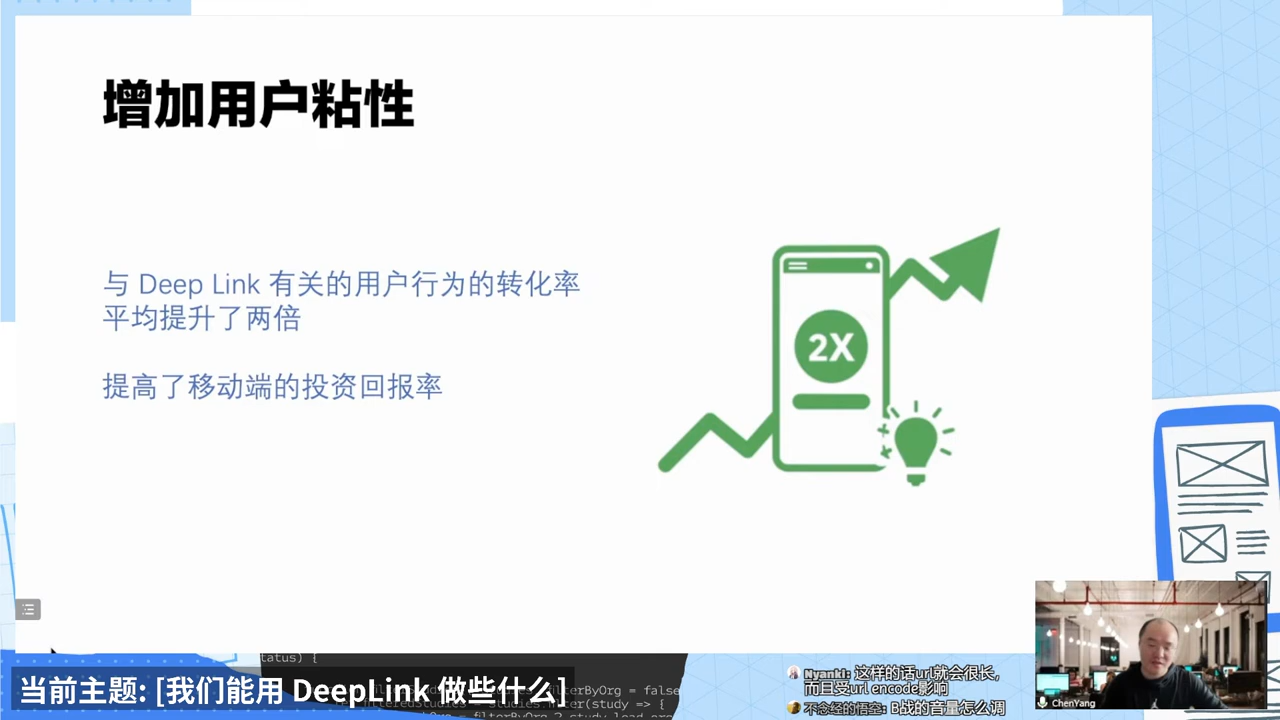 增加用户粘性
与 Deep Link 有关的用户行为的转化率
平均提升了两倍
提高了移动端的投资回报率
2X
tatus) {
当前主题: [我们能用 DeepLink 做些什么]
ilterByOrg = false
(study => {
Nyanki: 这样的话url就会很长,
而且受url encode影响
不念经的悟空: B战的音量怎么调
ChenYang